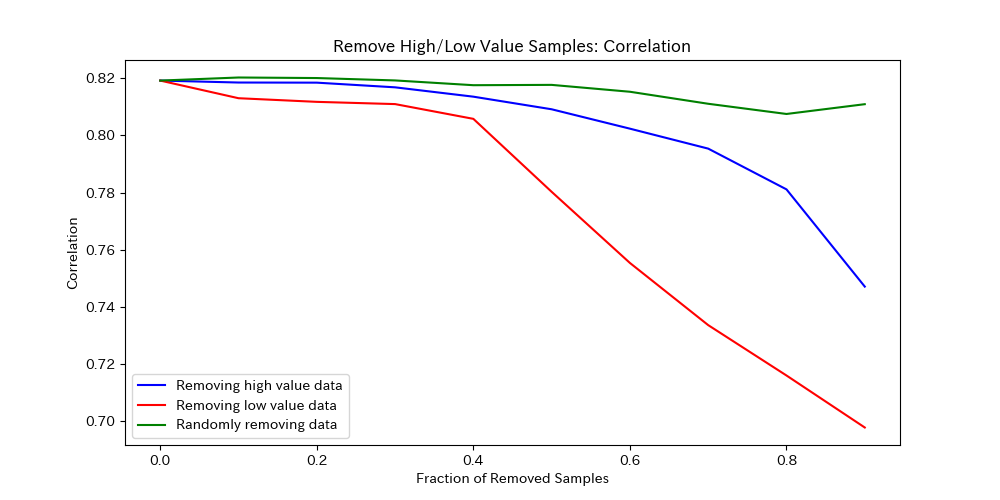 Remove High/Low Value Samples: Correlation
Correlation
0.82
0.80
0.78
0.76
0.74
0.72
0.70
Removing high value data
Removing low value data
Randomly removing data
0.0 0.2 0.4 0.6 0.8
Fraction of Removed Samples